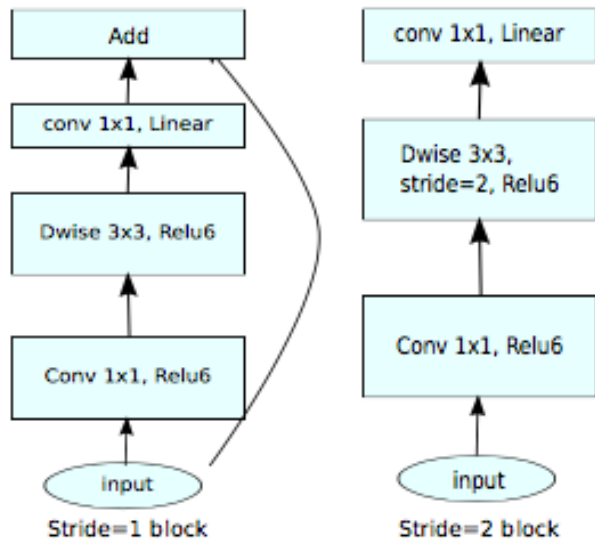 Add
conv 1x1, Linear
Dwise 3x3, Relu6
Conv 1x1, Relu6
input
Stride=1 block
conv 1x1, Linear
Dwise 3x3,
stride=2, Relu6
Conv 1x1, Relu6
input
Stride=2 block